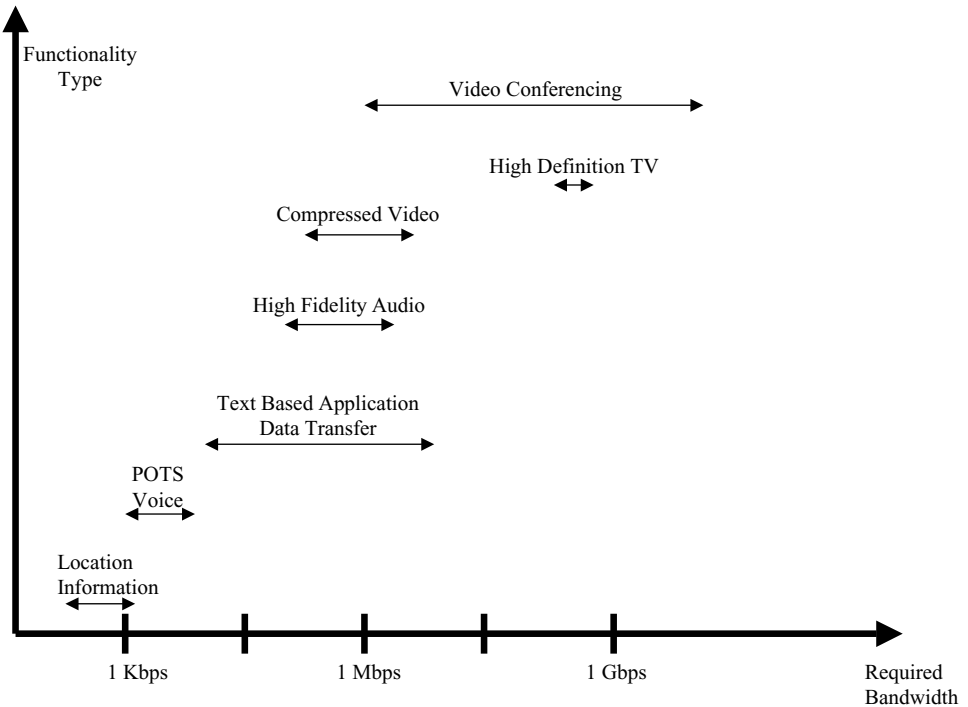 Functionality
Type
Video Conferencing
High Definition TV
Compressed Video
High Fidelity Audio
Text Based Application
Data Transfer
POTS
Voice
Location
Information
1 Kbps
1 Mbps
1 Gbps
Required
Bandwidth